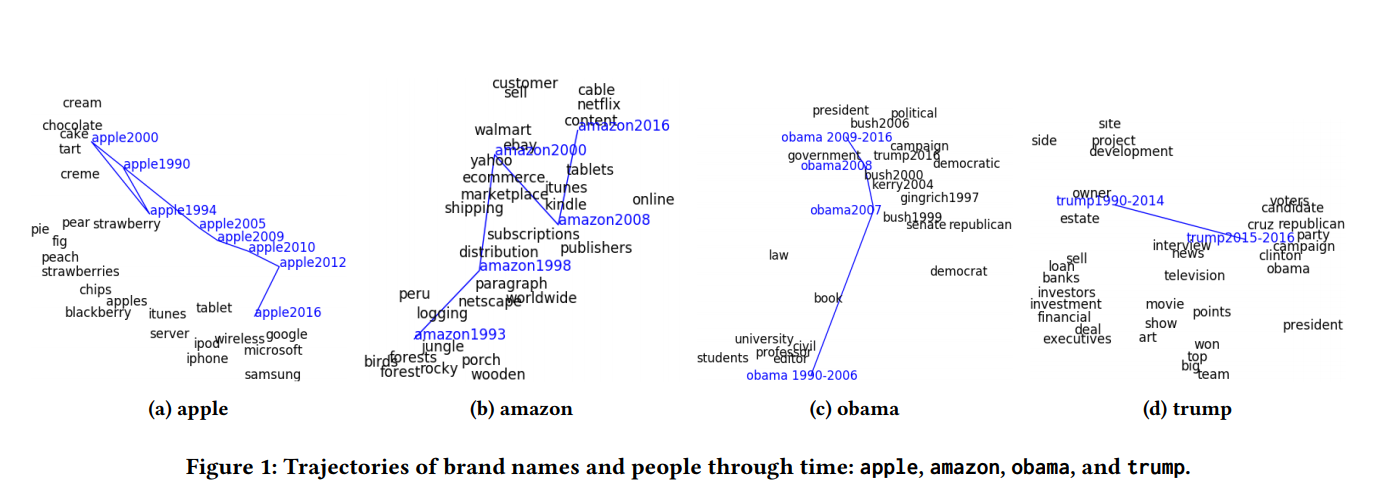 cream
chocolate
cake
apple2000
tart
apple1990
creme
apple1994
pear strawberry
apple2005
pie
apple2009
fig
apple2010
peach
apple2012
strawberries
chips
apples
tablet
blackberry
itunes
apple2016
server
wireless
google
ipod
microsoft
iphone
samsung
(a) apple
customer
sell
cable
netflix
content
amazon2016
walmart
ebay
amazon2000
yahoo
tablets
ecommerce
itunes
marketplace
kindle
online
shipping
amazon2008
subscriptions
distribution
publishers
amazon1998
paragraph
peru
netscape
worldwide
logging
amazon1993
jungle
birds
forests
porch
forest
rocky
wooden
(b) amazon
president
political
bush2006
obama 2009-2016
campaign
government
trump2016
obama2008
democratic
bush2000
kerry2004
gingrich1997
obama2007
bush1999
senate
republican
law
democrat
book
university
civil
professor
students
editor
obama 1990-2006
(c) obama
site
side
project
development
owner
trump1990-2014
voters
candidate
estate
cruz
republican
trump2015-2016
party
interview
campaign
news
clinton
sell
loan
obama
banks
television
investors
investment
movie
points
financial
show
president
deal
art
executives
won
top
big
team
(d) trump
Figure 1: Trajectories of brand names and people through time: apple, amazon, obama, and trump.